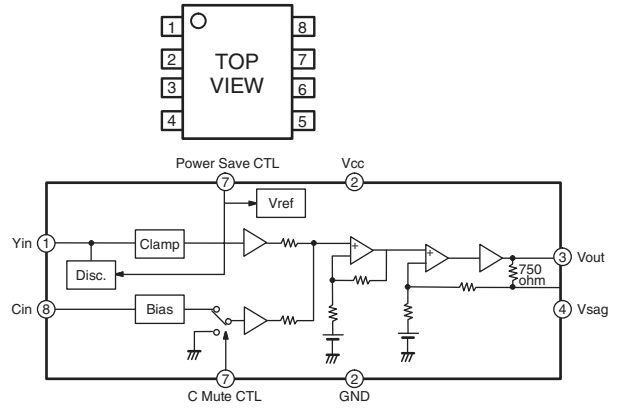 1
8
2
TOP
7
3
VIEW
6
4
5
Power Save CTL
Vcc
7
2
Vref
Yin
1
Clamp
+
+
3
Vout
Disc.
750
ohm
Cin
8
Bias
4
Vsag
7
2
C Mute CTL
GND